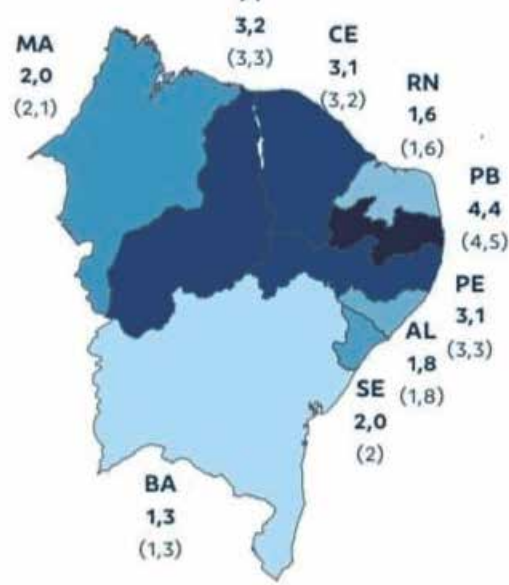 3,2
(3,3)
CE
3,1
(3,2)
MA
2,0
(2,1)
RN
1,6
(1,6)
PB
4,4
(4,5)
PE
3,1
(3,3)
AL
1,8
(1,8)
SE
2,0
(2)
BA
1,3
(1,3)